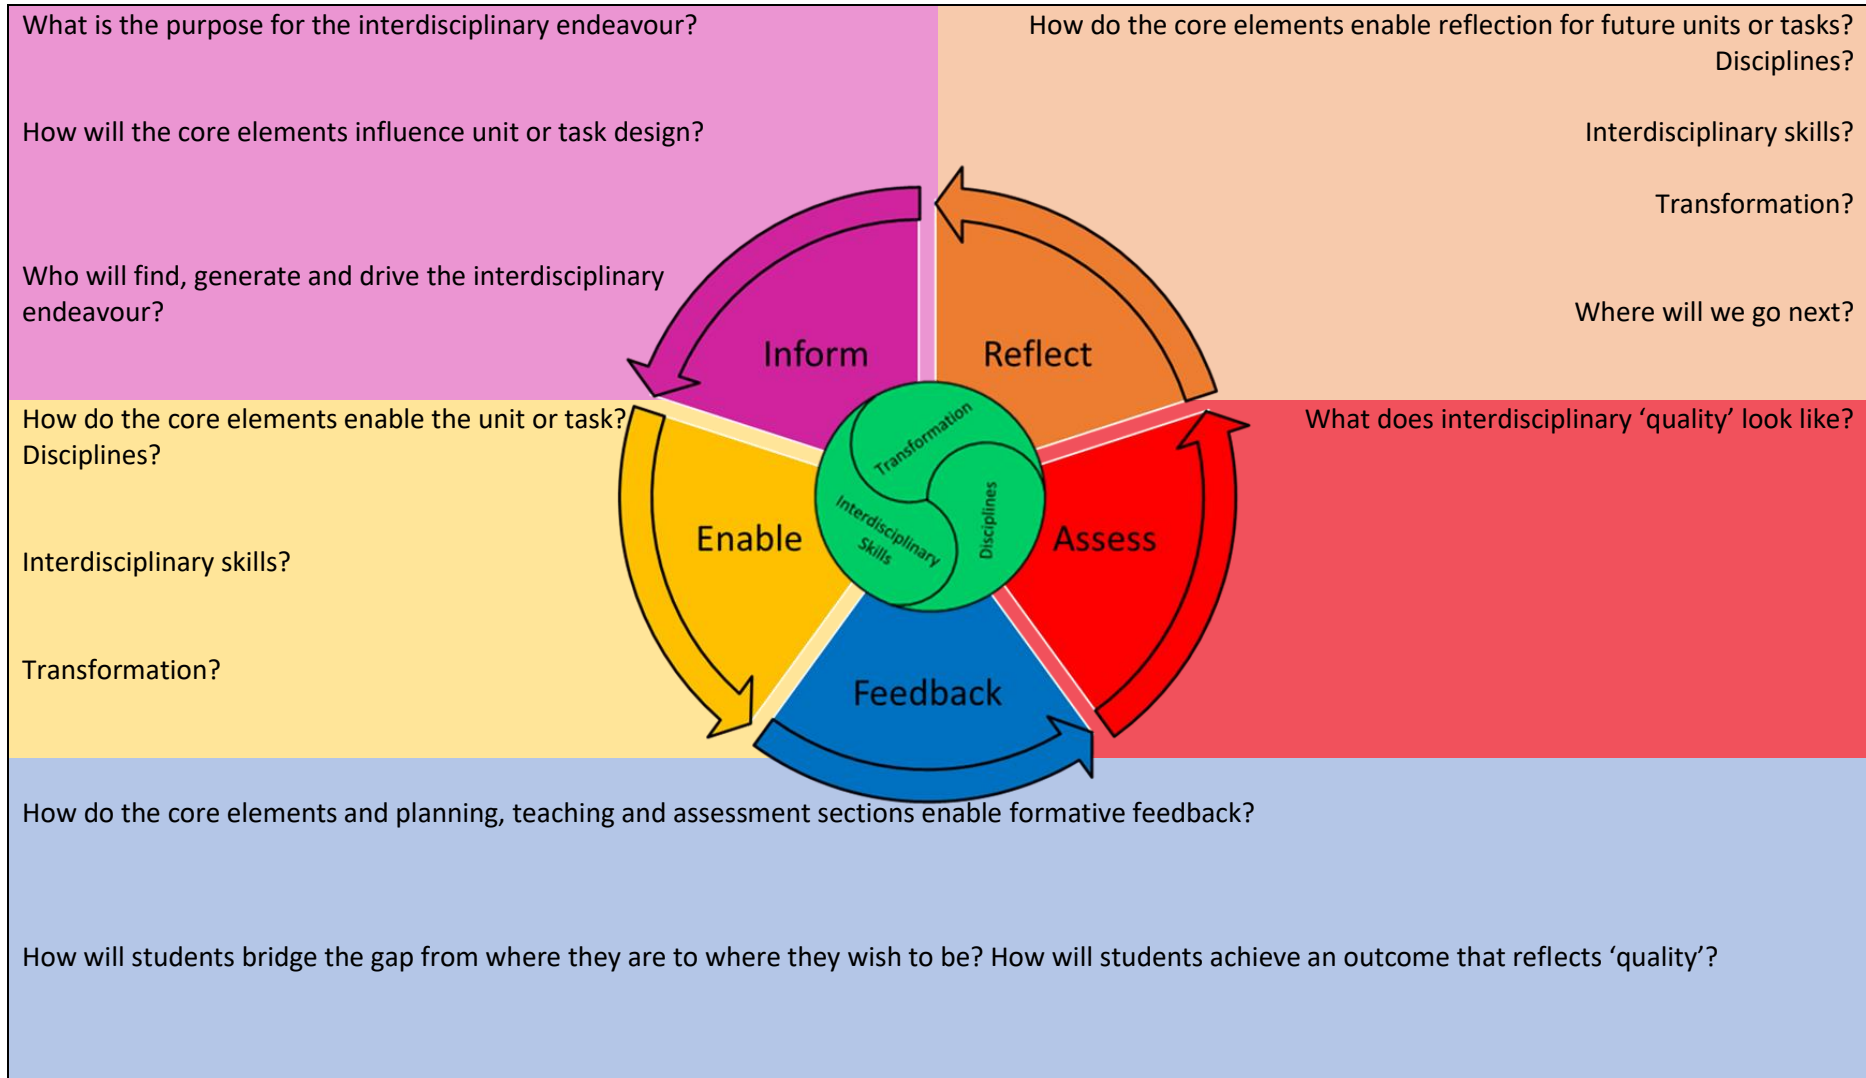 What is the purpose for the interdisciplinary endeavour?
How will the core elements influence unit or task design?
Who will find, generate and drive the interdisciplinary
endeavour?
How do the core elements enable reflection for future units or tasks?
Disciplines?
Interdisciplinary skills?
Transformation?
Where will we go next?
Inform
Reflect
How do the core elements enable the unit or task?
Disciplines?
Interdisciplinary skills?
Transformation?
What does interdisciplinary ‘quality’ look like?
Transformation
Interdisciplinary
Skills
Disciplines
Enable
Assess
Feedback
How do the core elements and planning, teaching and assessment sections enable formative feedback?
How will students bridge the gap from where they are to where they wish to be? How will students achieve an outcome that reflects ‘quality’?